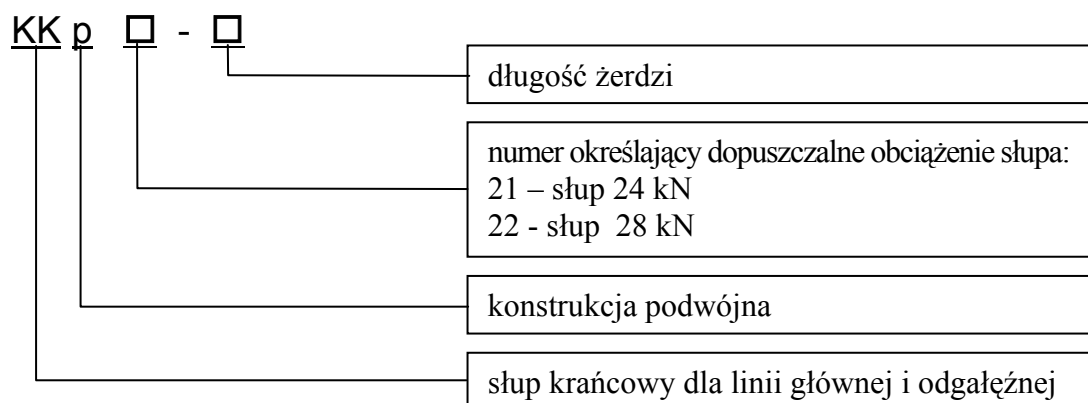 KK p □ - □
długość żerdzi
numer określający dopuszczalne obciążenie słupa:
21 – słup 24 kN
22 - słup 28 kN
konstrukcja podwójna
słup krańcowy dla linii głównej i odgałęźnej